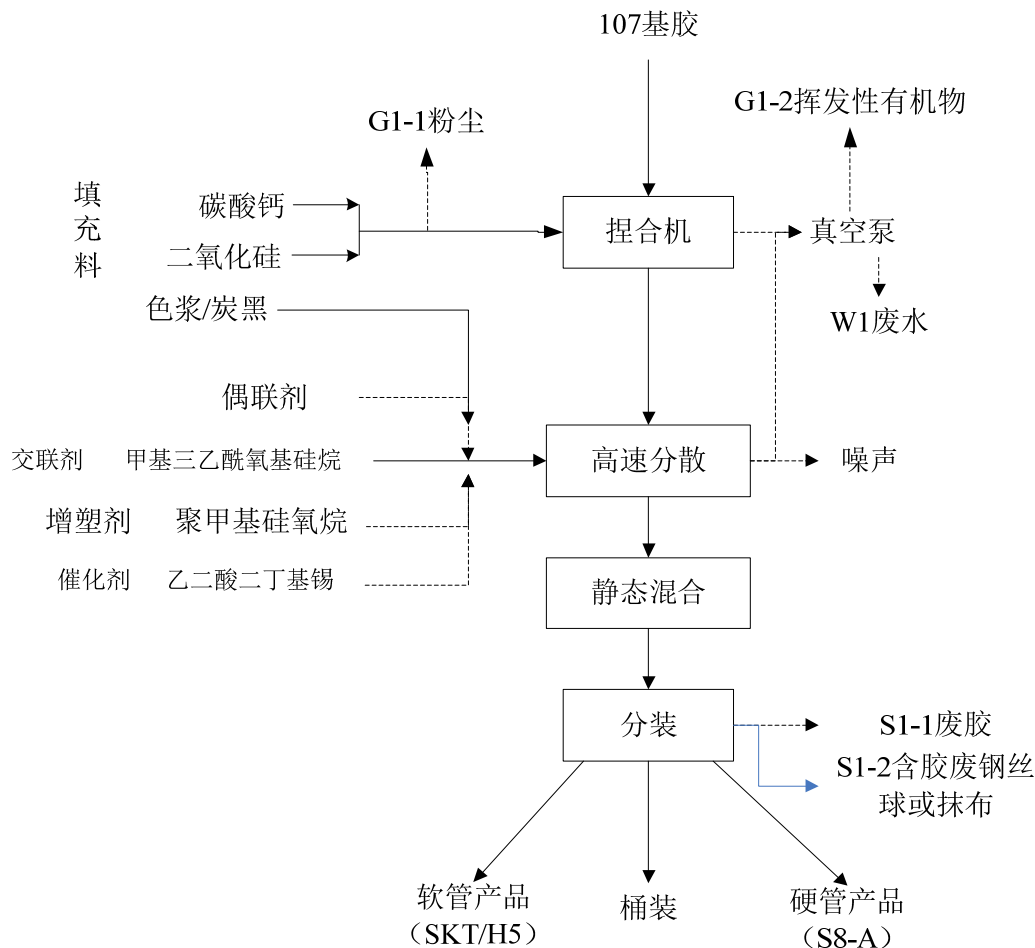 107基胶
G1-2挥发性有机物
G1-1粉尘
填
充
料
碳酸钙
二氧化硅
捏合机
真空泵
色浆/炭黑
W1废水
偶联剂
交联剂 甲基三乙酰氧基硅烷
高速分散
噪声
增塑剂 聚甲基硅氧烷
催化剂 乙二酸二丁基锡
静态混合
分装
S1-1废胶
S1-2含胶废钢丝
球或抹布
软管产品
（SKT/H5）
桶装
硬管产品
（S8-A）